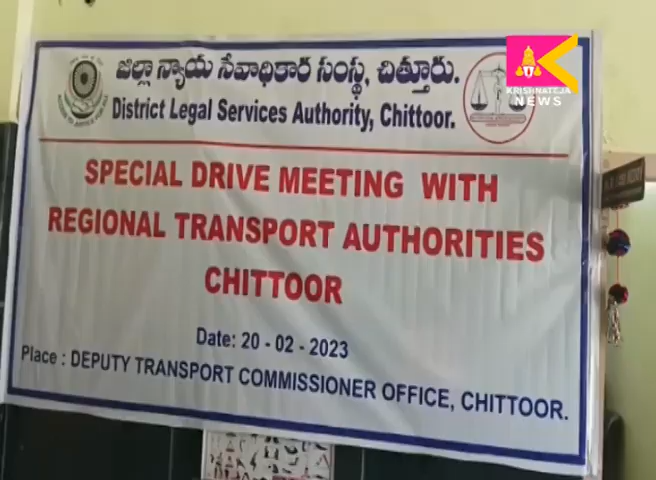 జిల్లా న్యాయ సేవాధికార సంస్థ, చిత్తూరు.
District Legal Services Authority, Chittoor.
SPECIAL DRIVE MEETING WITH
REGIONAL TRANSPORT AUTHORITIES
CHITTOOR
Date: 20 - 02 - 2023
Place : DEPUTY TRANSPORT COMMISSIONER OFFICE, CHITTOOR.
KRISHNATEJA
NEWS